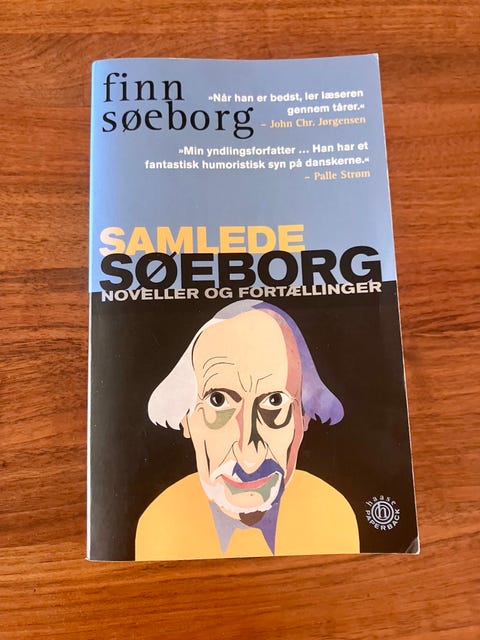 finn
søeborg
»Når han er bedst, ler læseren
gennem tårer.«
– John Chr. Jørgensen
»Min yndlingsforfatter ... Han har et
fantastisk humoristisk syn på danskerne.«
– Palle Strøm
SAMLEDE
SØEBORG
NOVELLER OG FORTÆLLINGER
haase
h
PAPERBACK